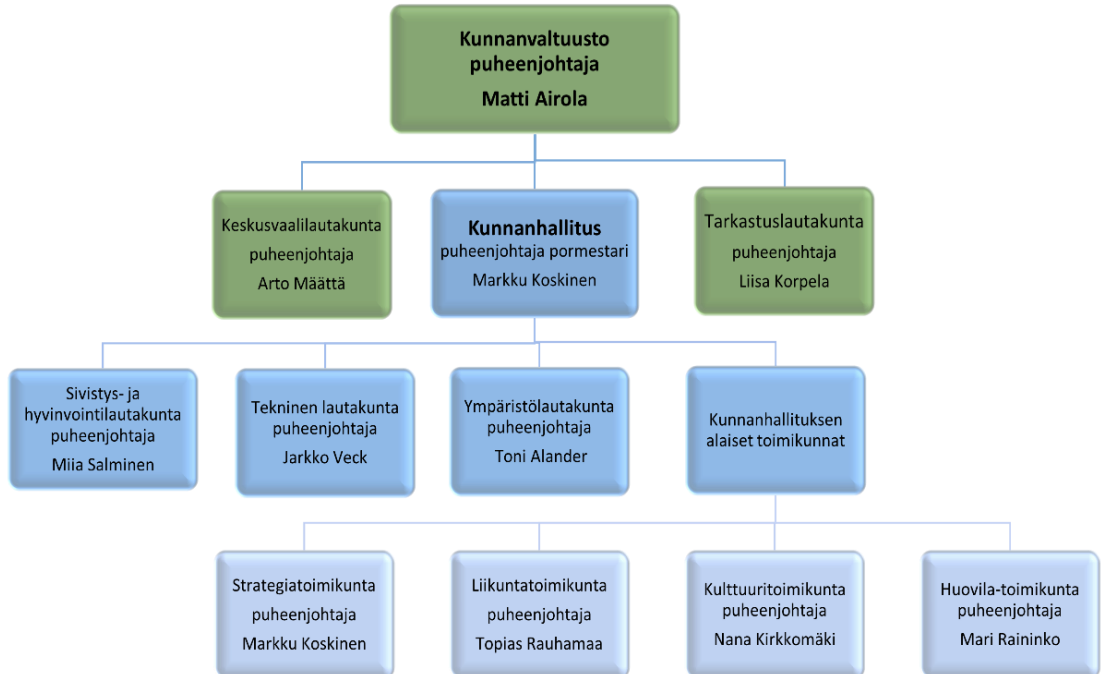 Kunnanvaltuusto
puheenjohtaja
Matti Airola
Keskusvaalilautakunta
puheenjohtaja
Arto Määttä
Kunnanhallitus
puheenjohtaja pormestari
Markku Koskinen
Tarkastuslautakunta
puheenjohtaja
Liisa Korpela
Sivistys- ja
hyvinvointilautakunta
puheenjohtaja
Miia Salminen
Tekninen lautakunta
puheenjohtaja
Jarkko Veck
Ympäristölautakunta
puheenjohtaja
Toni Alander
Kunnanhallituksen
alaiset toimikunnat
Strategiatoimikunta
puheenjohtaja
Markku Koskinen
Liikuntatoimikunta
puheenjohtaja
Topias Rauhamaa
Kulttuuritoimikunta
puheenjohtaja
Nana Kirkkomäki
Huovila-toimikunta
puheenjohtaja
Mari Raininko